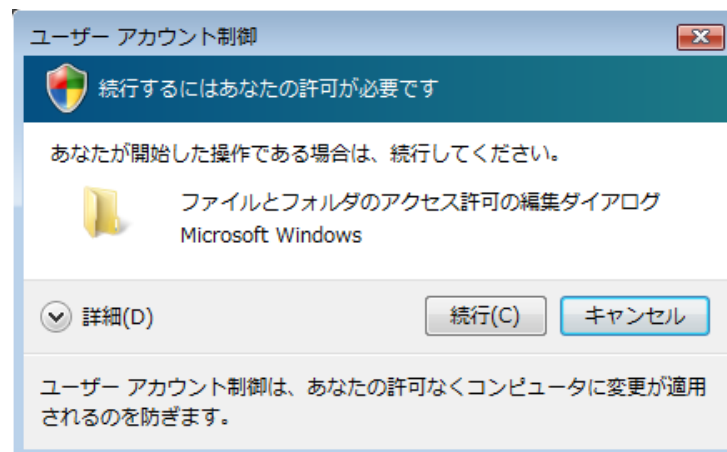 ユーザー アカウント制御
続行するにはあなたの許可が必要です
あなたが開始した操作である場合は、続行してください。
ファイルとフォルダのアクセス許可の編集ダイアログ
Microsoft Windows
詳細(D)
続行(C)
キャンセル
ユーザー アカウント制御は、あなたの許可なくコンピュータに変更が適用
されるのを防ぎます。